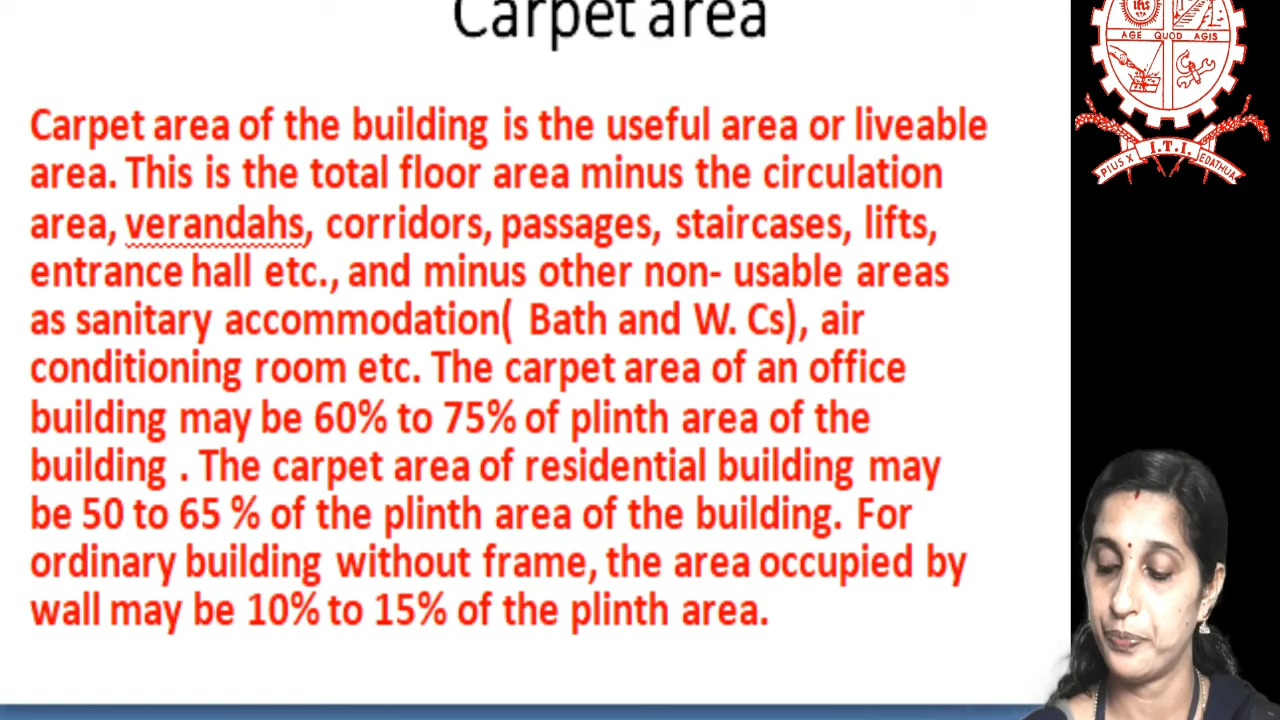 Carpet area
Carpet area of the building is the useful area or liveable
area. This is the total floor area minus the circulation
area, verandahs, corridors, passages, staircases, lifts,
entrance hall etc., and minus other non- usable areas
as sanitary accommodation( Bath and W. Cs), air
conditioning room etc. The carpet area of an office
building may be 60% to 75% of plinth area of the
building . The carpet area of residential building may
be 50 to 65 % of the plinth area of the building. For
ordinary building without frame, the area occupied by
wall may be 10% to 15% of the plinth area.
ihs
AGE QUOD AGIS
PIUS X I.T.I. EDATHUA